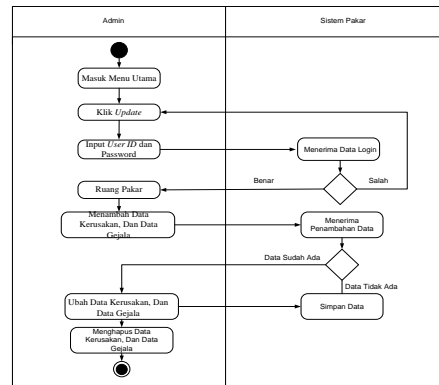 Admin
Sistem Pakar
Masuk Menu Utama
Klik Update
Input User ID dan
Password
Menerima Data Login
Benar
Salah
Ruang Pakar
Menambah Data
Kerusakan, Dan Data
Gejala
Menerima
Penambahan Data
Data Sudah Ada
Data Tidak Ada
Ubah Data Kerusakan, Dan
Data Gejala
Simpan Data
Menghapus Data
Kerusakan, Dan Data
Gejala